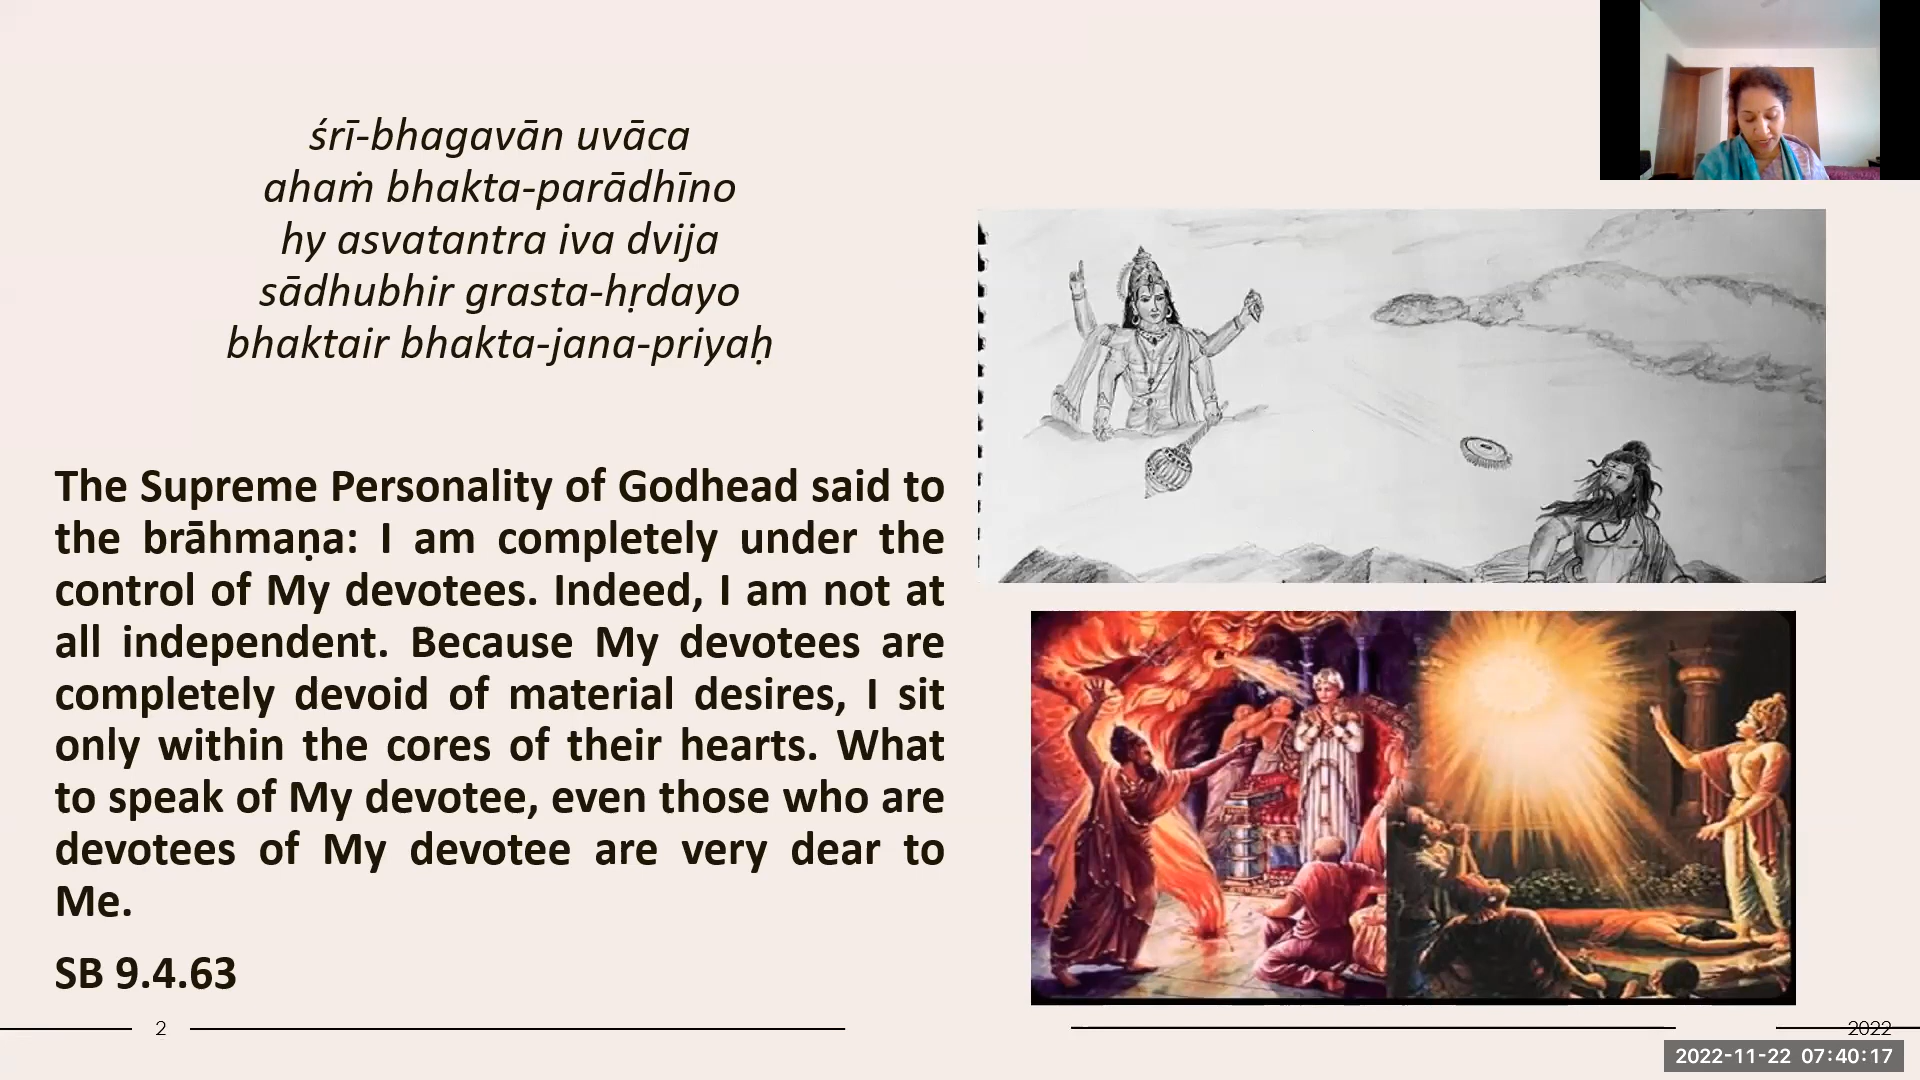 śrī-bhagavān uvāca
ahaṁ bhakta-parādhīno
hy asvatantra iva dvija
sādhubhir grasta-hṛdayo
bhaktair bhakta-jana-priyaḥ
The Supreme Personality of Godhead said to
the brāhmaṇa: I am completely under the
control of My devotees. Indeed, I am not at
all independent. Because My devotees are
completely devoid of material desires, I sit
only within the cores of their hearts. What
to speak of My devotee, even those who are
devotees of My devotee are very dear to
Me.
SB 9.4.63
2
2022
2022-11-22 07:40:17